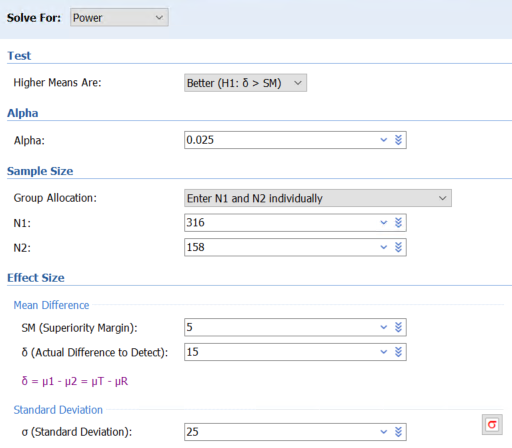 Solve For: Power
Test
Higher Means Are: Better (H1: δ > SM)
Alpha
Alpha: 0.025
Sample Size
Group Allocation: Enter N1 and N2 individually
N1: 316
N2: 158
Effect Size
Mean Difference
SM (Superiority Margin): 5
δ (Actual Difference to Detect): 15
δ = μ1 - μ2 = μT - μR
Standard Deviation
σ
σ (Standard Deviation): 25